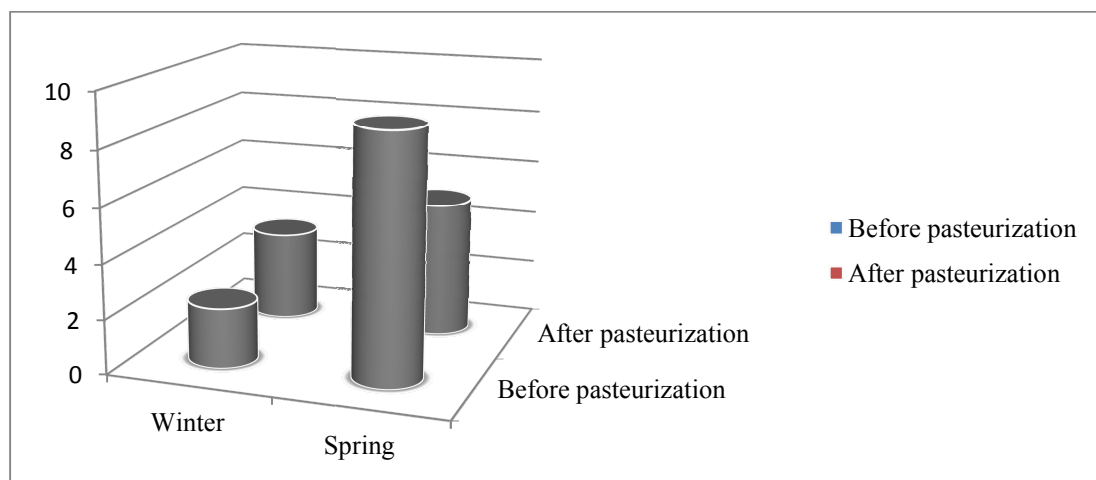 10
8
6
4
2
0
Winter
Spring
After pasteurization
Before pasteurization
Before pasteurization
After pasteurization